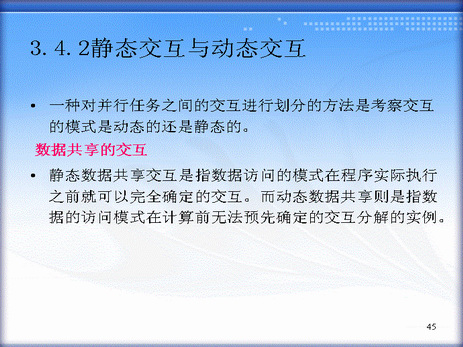 3.4.2静态交互与动态交互
• 一种对并行任务之间的交互进行划分的方法是考察交互
的模式是动态的还是静态的。
数据共享的交互
• 静态数据共享交互是指数据访问的模式在程序实际执行
之前就可以完全确定的交互。而动态数据共享则是指数
据的访问模式在计算前无法预先确定的交互分解的实例。
45